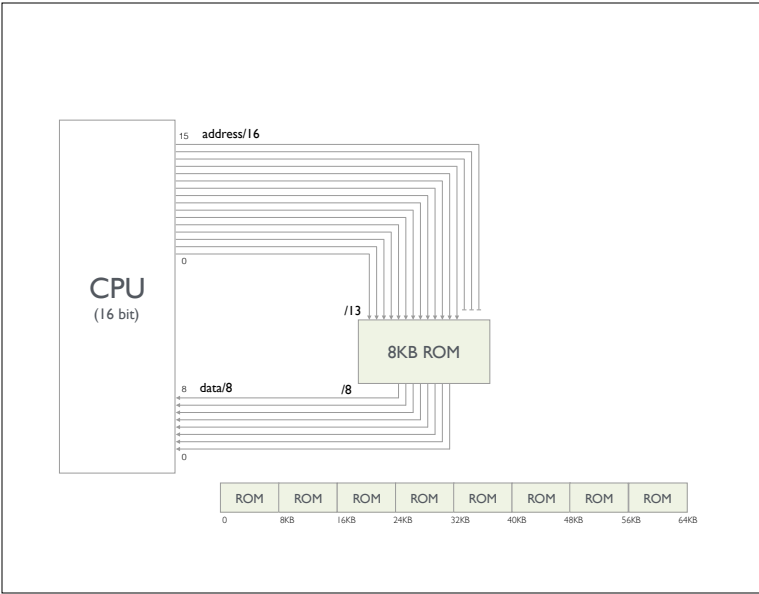 15 address/16
0
CPU
(16 bit)
/13
8KB ROM
8 data/8 /8
0
ROM ROM ROM ROM ROM ROM ROM ROM
0 8KB 16KB 24KB 32KB 40KB 48KB 56KB 64KB